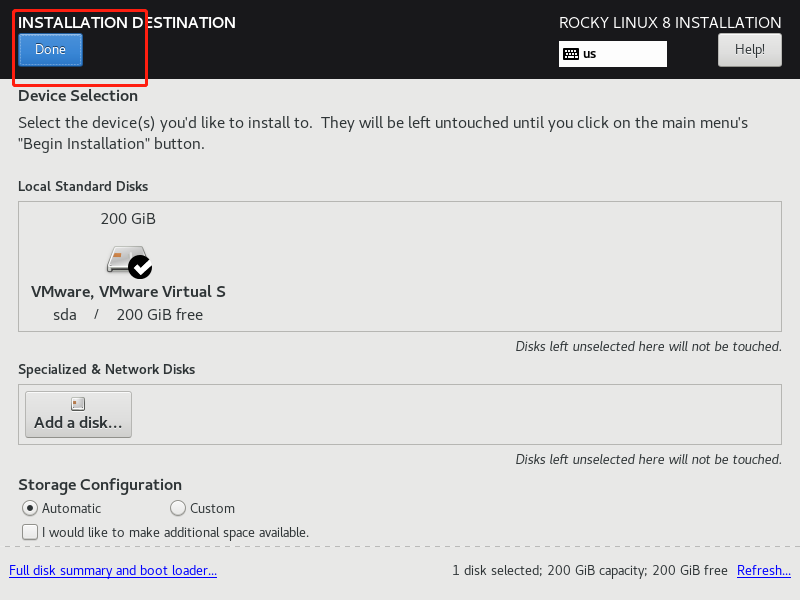 INSTALLATION DESTINATION
ROCKY LINUX 8 INSTALLATION
Done
us
Help!
Device Selection
Select the device(s) you'd like to install to.  They will be left untouched until you click on the main menu's
"Begin Installation" button.
Local Standard Disks
200 GiB
VMware, VMware Virtual S
sda / 200 GiB free
Disks left unselected here will not be touched.
Specialized & Network Disks
Add a disk...
Disks left unselected here will not be touched.
Storage Configuration
Automatic
Custom
I would like to make additional space available.
Full disk summary and boot loader...
1 disk selected; 200 GiB capacity; 200 GiB free
Refresh...